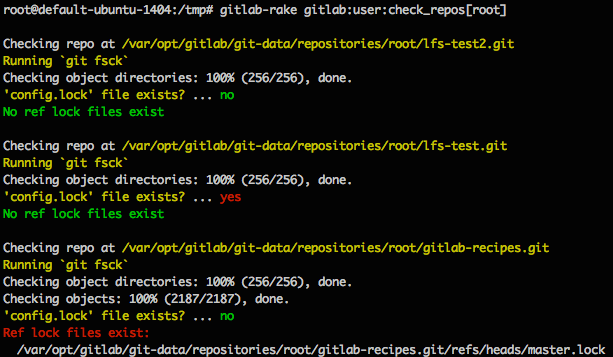 root@default-ubuntu-1404:/tmp# gitlab-rake gitlab:user:check_repos[root]
Checking repo at /var/opt/gitlab/git-data/repositories/root/lfs-test2.git
Running `git fsck`
Checking object directories: 100% (256/256), done.
'config.lock' file exists? ... no
No ref lock files exist
Checking repo at /var/opt/gitlab/git-data/repositories/root/lfs-test.git
Running `git fsck`
Checking object directories: 100% (256/256), done.
'config.lock' file exists? ... yes
No ref lock files exist
Checking repo at /var/opt/gitlab/git-data/repositories/root/gitlab-recipes.git
Running `git fsck`
Checking object directories: 100% (256/256), done.
Checking objects: 100% (2187/2187), done.
'config.lock' file exists? ... no
Ref lock files exist:
/var/opt/gitlab/git-data/repositories/root/gitlab-recipes.git/refs/heads/master.lock